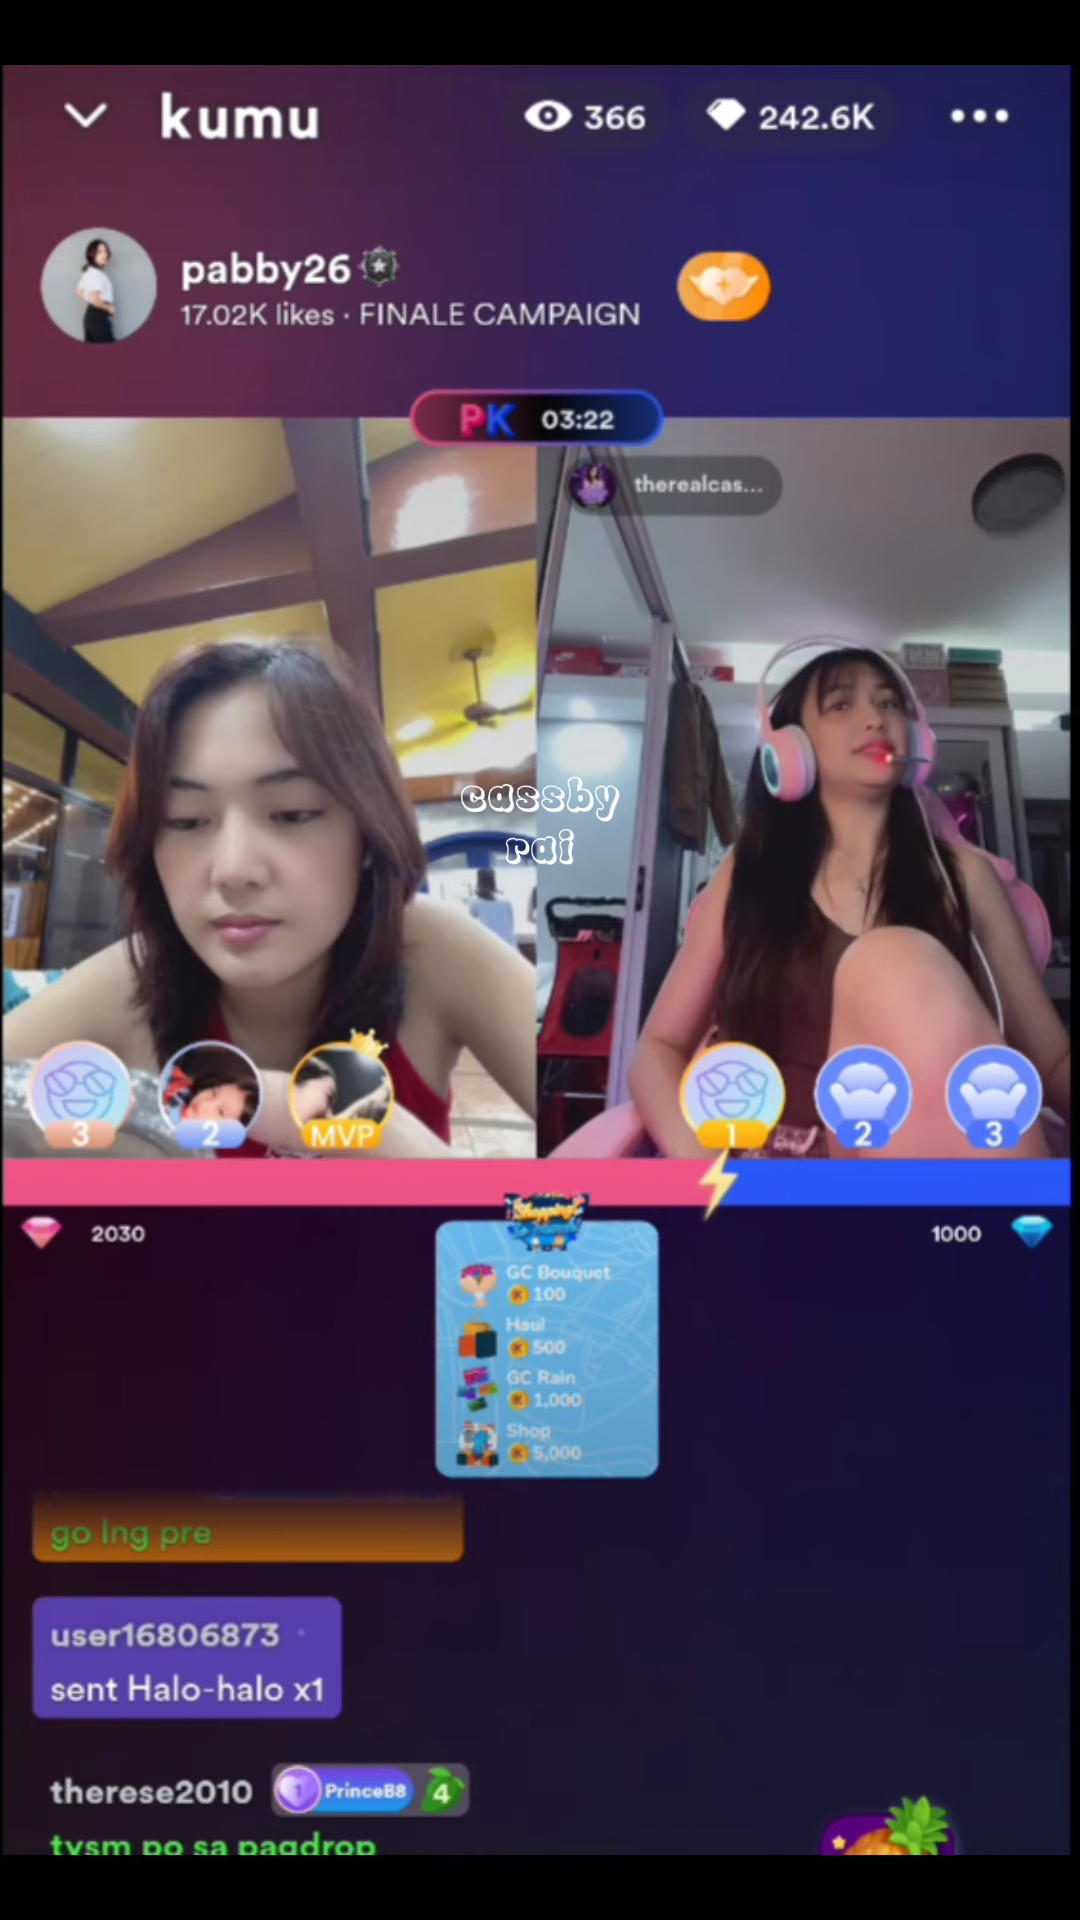 kumu
366
242.6K
pabby26
17.02K likes · FINALE CAMPAIGN
PK 03:22
therealcas...
cassby
rai
3
2
MVP
1
2
3
2030
1000
Shopping
GC Bouquet
100
Haul
500
GC Rain
1,000
Shop
5,000
go lng pre
user16806873
sent Halo-halo x1
therese2010 1 PrinceB8 4
tysm po sa pagdrop